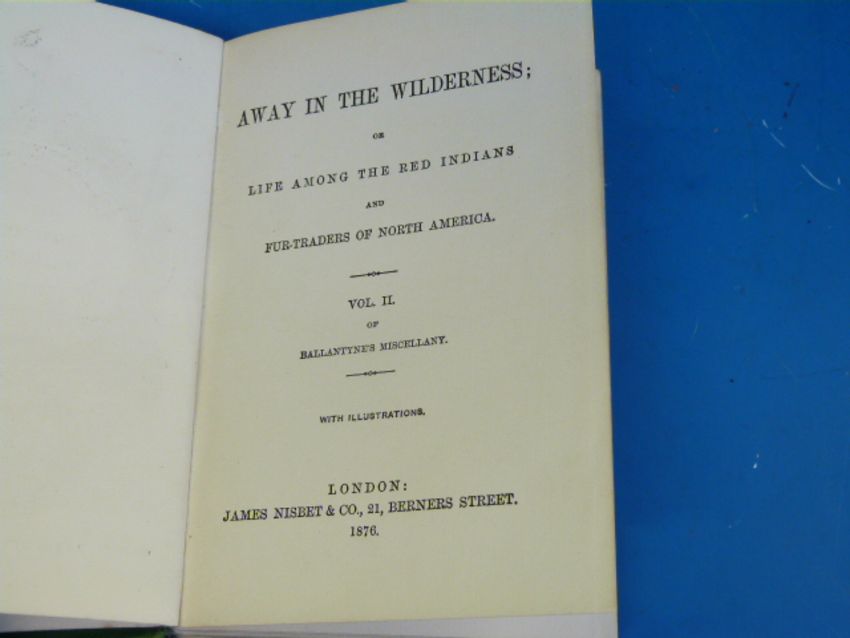 AWAY IN THE WILDERNESS;
OR
LIFE AMONG THE RED INDIANS
AND
FUR-TRADERS OF NORTH AMERICA.
VOL. II.
OF
BALLANTYNE'S MISCELLANY.
WITH ILLUSTRATIONS.
LONDON:
JAMES NISBET & CO., 21, BERNERS STREET.
1876.